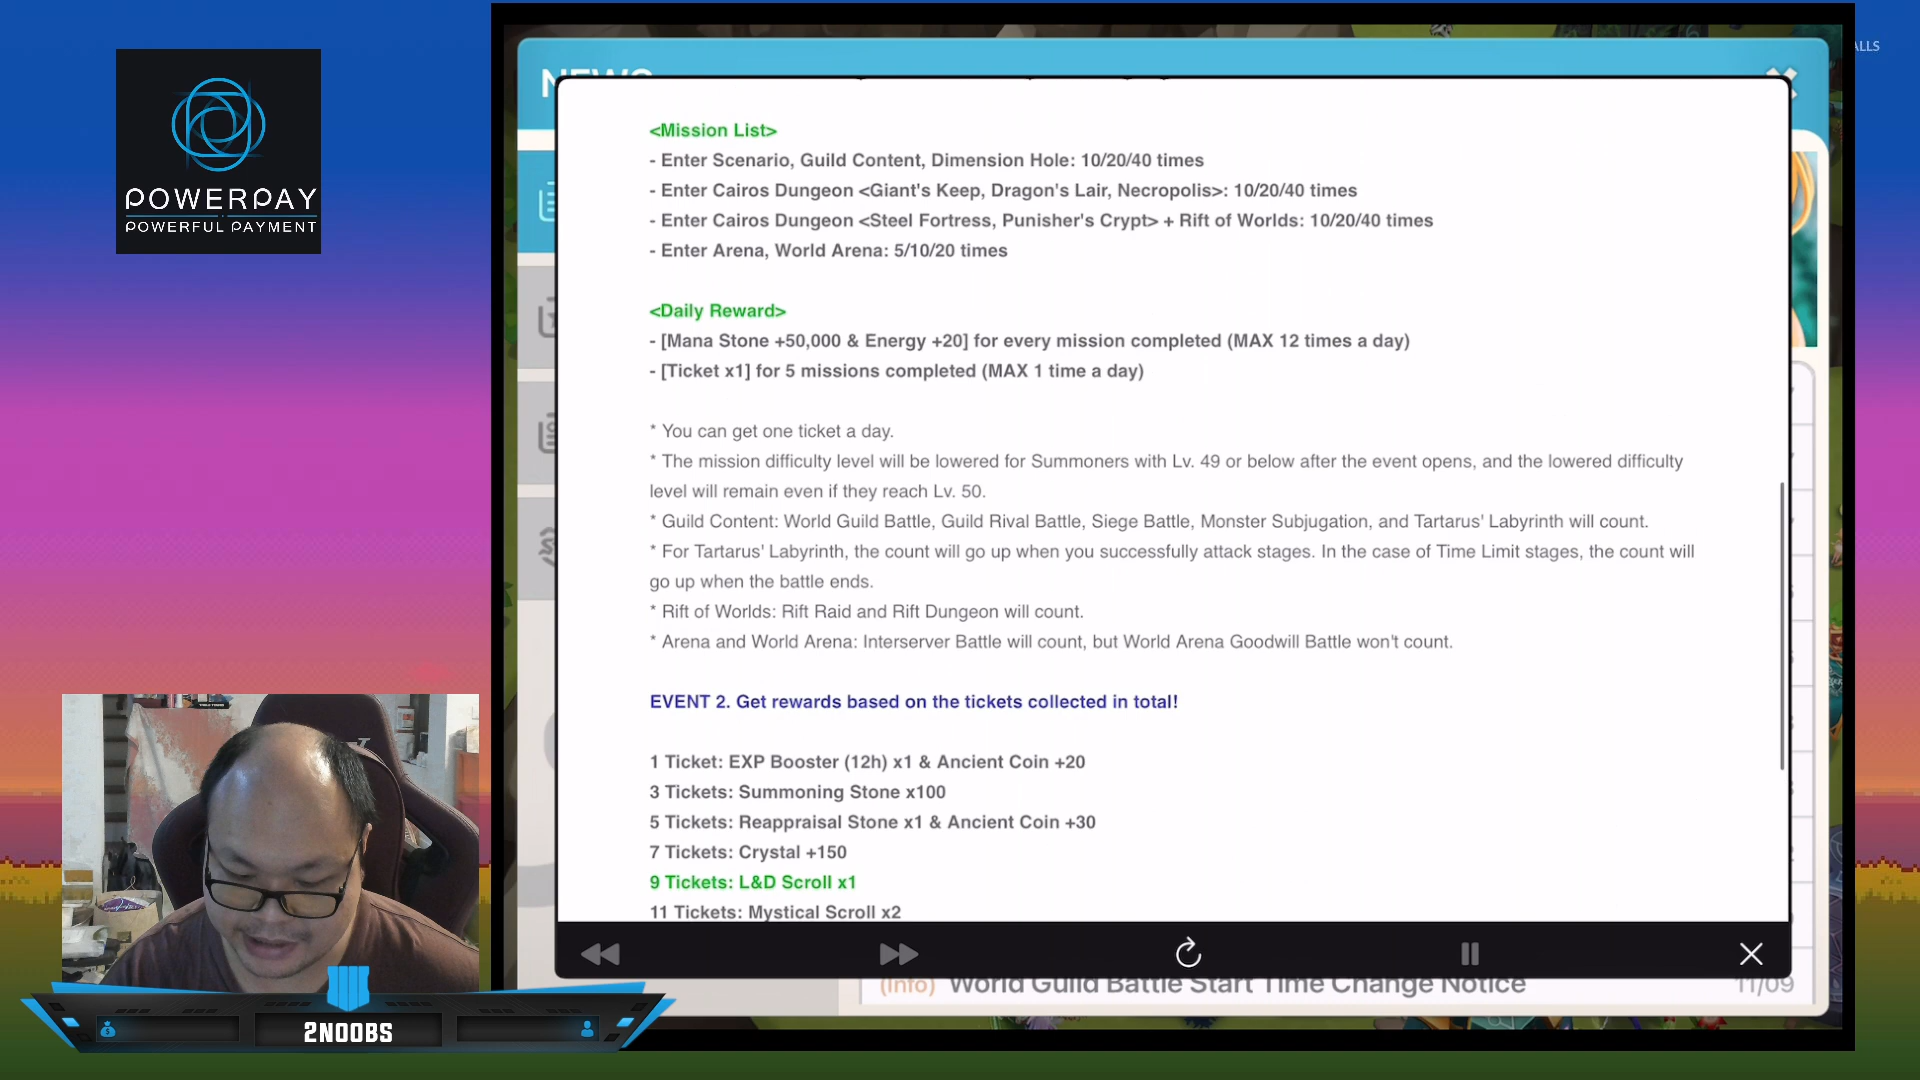 POWERPAY
POWERFUL PAYMENT
ALLS
NEWS
<Mission List>
- Enter Scenario, Guild Content, Dimension Hole: 10/20/40 times
- Enter Cairos Dungeon <Giant's Keep, Dragon's Lair, Necropolis>: 10/20/40 times
- Enter Cairos Dungeon <Steel Fortress, Punisher's Crypt> + Rift of Worlds: 10/20/40 times
- Enter Arena, World Arena: 5/10/20 times
<Daily Reward>
- [Mana Stone +50,000 & Energy +20] for every mission completed (MAX 12 times a day)
- [Ticket x1] for 5 missions completed (MAX 1 time a day)
* You can get one ticket a day.
* The mission difficulty level will be lowered for Summoners with Lv. 49 or below after the event opens, and the lowered difficulty
level will remain even if they reach Lv. 50.
* Guild Content: World Guild Battle, Guild Rival Battle, Siege Battle, Monster Subjugation, and Tartarus' Labyrinth will count.
* For Tartarus' Labyrinth, the count will go up when you successfully attack stages. In the case of Time Limit stages, the count will
go up when the battle ends.
* Rift of Worlds: Rift Raid and Rift Dungeon will count.
* Arena and World Arena: Interserver Battle will count, but World Arena Goodwill Battle won't count.
EVENT 2. Get rewards based on the tickets collected in total!
1 Ticket: EXP Booster (12h) x1 & Ancient Coin +20
3 Tickets: Summoning Stone x100
5 Tickets: Reappraisal Stone x1 & Ancient Coin +30
7 Tickets: Crystal +150
9 Tickets: L&D Scroll x1
11 Tickets: Mystical Scroll x2
(Info) World Guild Battle Start Time Change Notice 11/09
2NOOBS